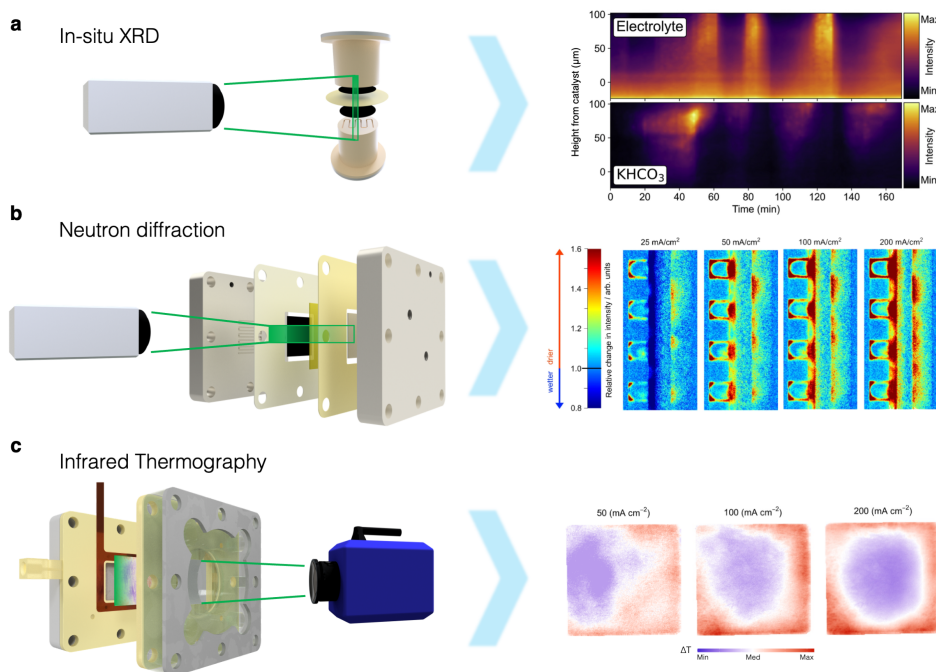 a
In-situ XRD
Electrolyte
KHCO₃
100
50
0
100
50
0
Height from catalyst (μm)
0 20 40 60 80 100 120 140 160
Time (min)
Max
Intensity
Min
Max
Intensity
Min
b
Neutron diffraction
25 mA/cm²
50 mA/cm²
100 mA/cm²
200 mA/cm²
1.6
1.4
1.2
1.0
0.8
wetter drier
Relative change in intensity / arb. units
c
Infrared Thermography
50 (mA cm⁻²)
100 (mA cm⁻²)
200 (mA cm⁻²)
ΔT
Min Med Max